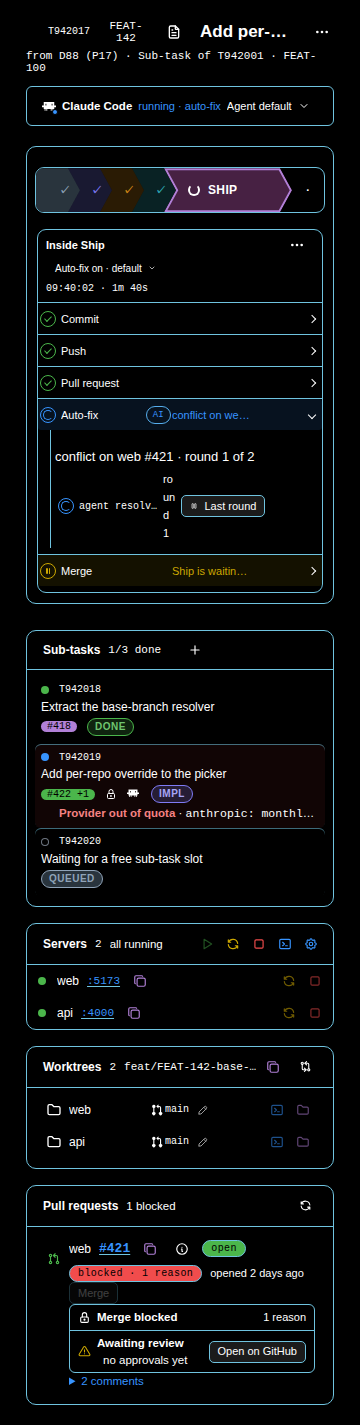 T942017 FEAT-142 Add per-…
from D88 (P17) · Sub-task of T942001 · FEAT-100
Claude Code running · auto-fix Agent default
SHIP ·
Inside Ship
Auto-fix on · default
09:40:02 · 1m 40s
Commit
Push
Pull request
Auto-fix AI conflict on we…
conflict on web #421 · round 1 of 2
agent resolv… round 1 Last round
Merge Ship is waitin…
Sub-tasks 1/3 done
T942018
Extract the base-branch resolver
#418 DONE
T942019
Add per-repo override to the picker
#422 +1 IMPL
Provider out of quota · anthropic: monthl…
T942020
Waiting for a free sub-task slot
QUEUED
Servers 2 all running
web :5173
api :4000
Worktrees 2 feat/FEAT-142-base-…
web main
api main
Pull requests 1 blocked
web #421 open
blocked · 1 reason opened 2 days ago
Merge
Merge blocked 1 reason
Awaiting review
no approvals yet
Open on GitHub
2 comments